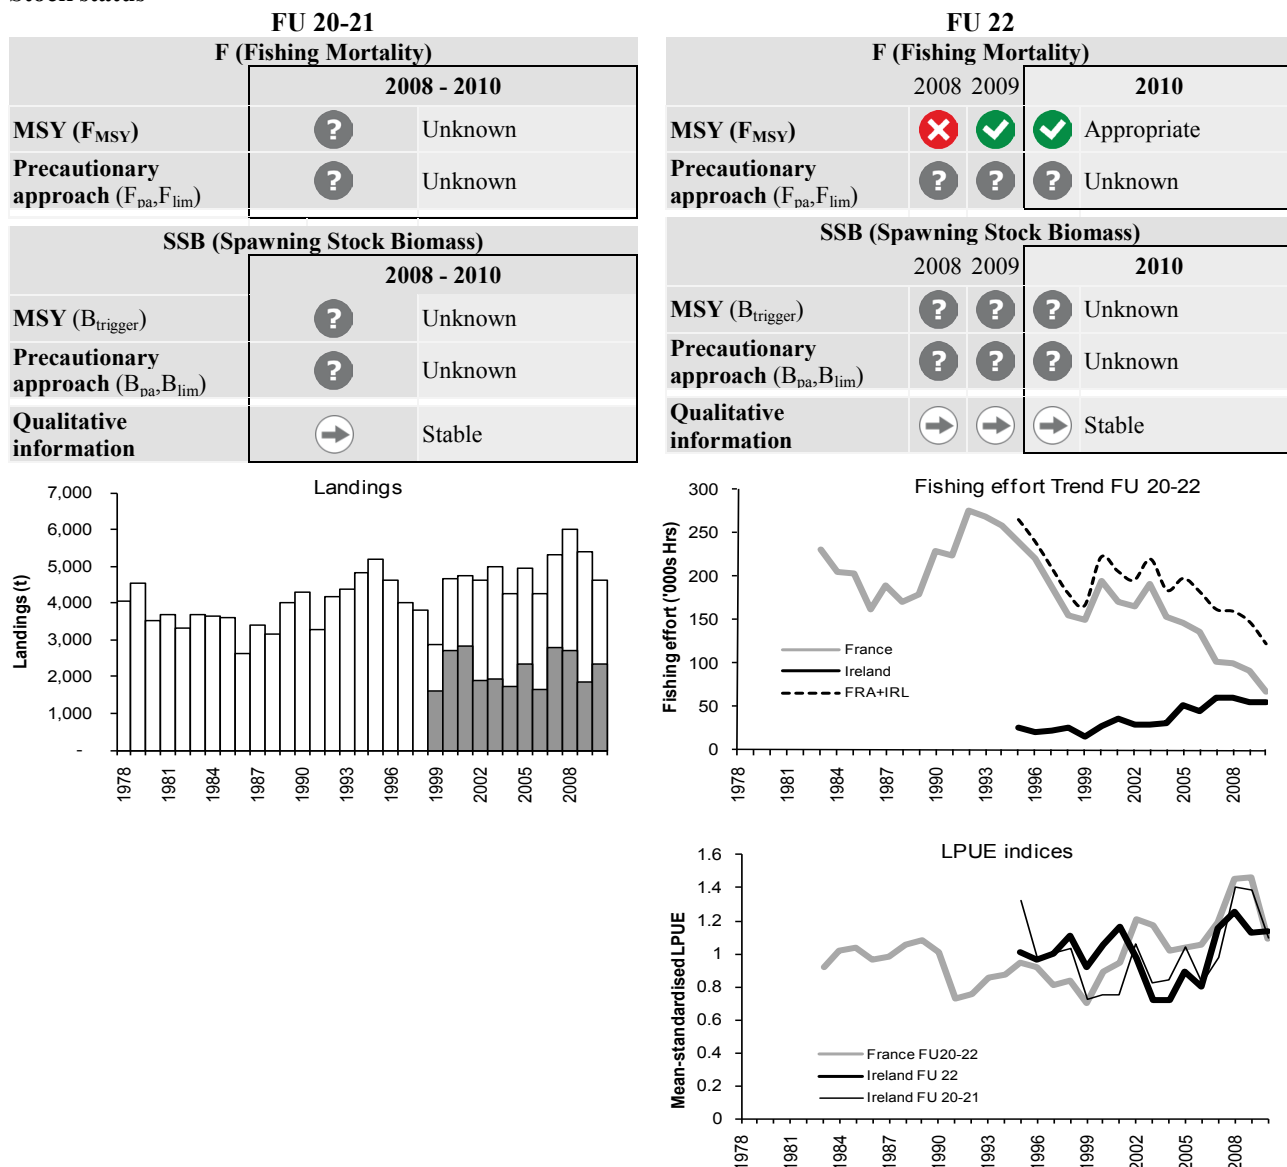 Stock status
FU 20-21
F (Fishing Mortality)
2008 - 2010
MSY (FMSY)
? Unknown
Precautionary
approach (Fpa,Flim)
? Unknown
SSB (Spawning Stock Biomass)
2008 - 2010
MSY (Btrigger)
? Unknown
Precautionary
approach (Bpa,Blim)
? Unknown
Qualitative
information
Stable
FU 22
F (Fishing Mortality)
2008 2009 2010
MSY (FMSY)
Appropriate
Precautionary
approach (Fpa,Flim)
? ? ? Unknown
SSB (Spawning Stock Biomass)
2008 2009 2010
MSY (Btrigger)
? ? ? Unknown
Precautionary
approach (Bpa,Blim)
? ? ? Unknown
Qualitative
information
Stable
Landings
Landings (t)
7,000
6,000
5,000
4,000
3,000
2,000
1,000
-
1978 1981 1984 1987 1990 1993 1996 1999 2002 2005 2008
Fishing effort Trend FU 20-22
Fishing effort ('000s Hrs)
300
250
200
150
100
50
0
France
Ireland
FRA+IRL
1978 1981 1984 1987 1990 1993 1996 1999 2002 2005 2008
LPUE indices
Mean-standardised LPUE
1.6
1.4
1.2
1
0.8
0.6
0.4
0.2
0
France FU20-22
Ireland FU 22
Ireland FU 20-21
1978 1981 1984 1987 1990 1993 1996 1999 2002 2005 2008